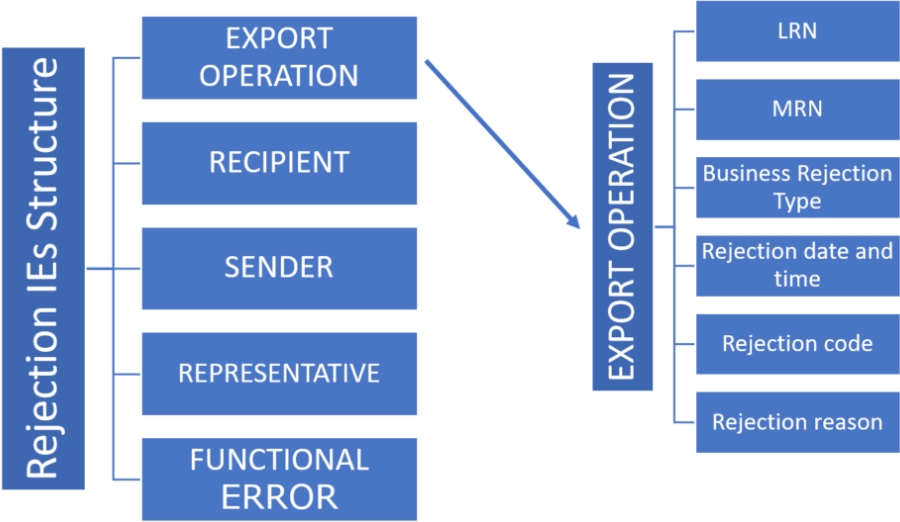 Rejection IEs Structure
EXPORT
OPERATION
RECIPIENT
SENDER
REPRESENTATIVE
FUNCTIONAL
ERROR
EXPORT OPERATION
LRN
MRN
Business Rejection
Type
Rejection date and
time
Rejection code
Rejection reason